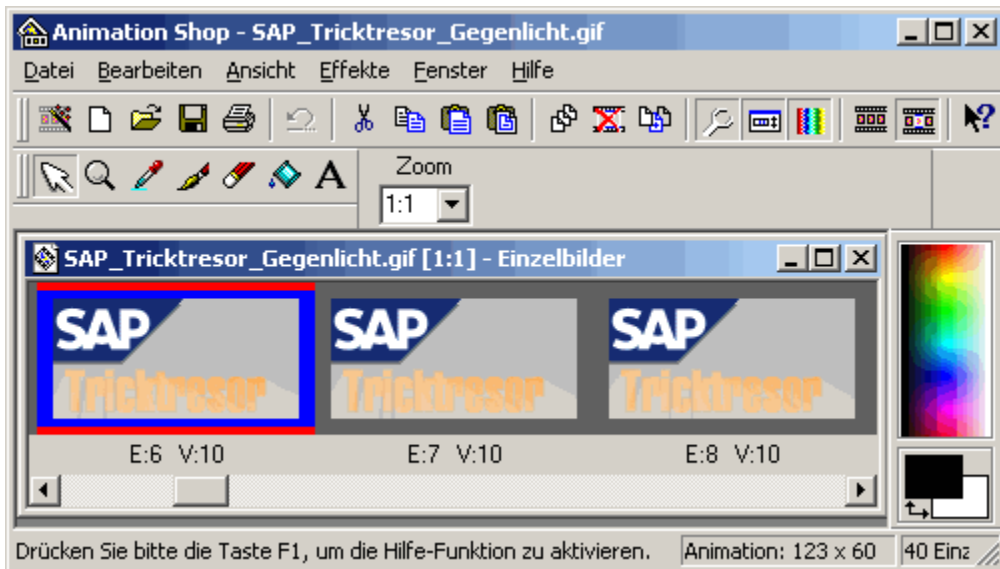 Animation Shop - SAP_Tricktresor_Gegenlicht.gif
Datei Bearbeiten Ansicht Effekte Fenster Hilfe
A Zoom
1:1
SAP_Tricktresor_Gegenlicht.gif [1:1] - Einzelbilder
SAP SAP SAP
Tricktresor Tricktresor Tricktresor
E:6 V:10 E:7 V:10 E:8 V:10
Drücken Sie bitte die Taste F1, um die Hilfe-Funktion zu aktivieren. Animation: 123 x 60 40 Einz